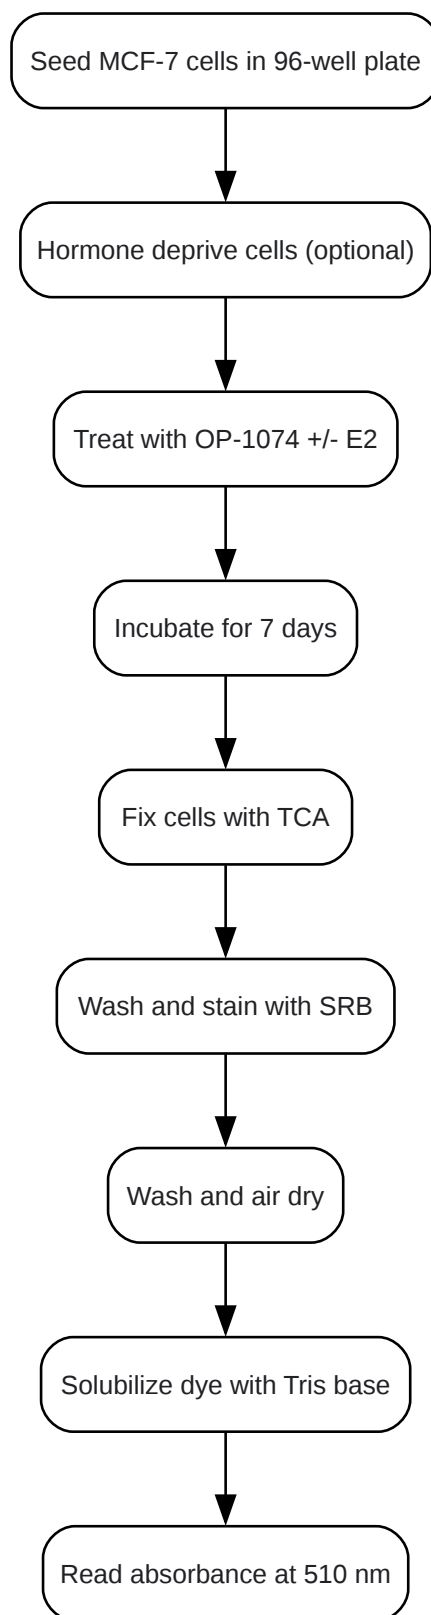 Seed MCF-7 cells in 96-well plate
Hormone deprive cells (optional)
Treat with OP-1074 +/- E2
Incubate for 7 days
Fix cells with TCA
Wash and stain with SRB
Wash and air dry
Solubilize dye with Tris base
Read absorbance at 510 nm